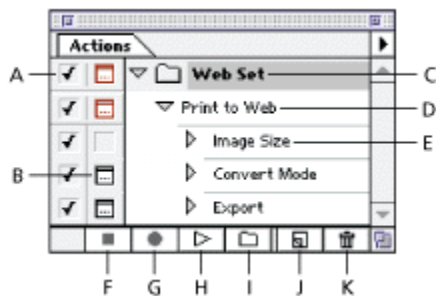 Actions
A
Web Set
C
Print to Web
D
Image Size
E
B
Convert Mode
Export
F
G
H
I
J
K